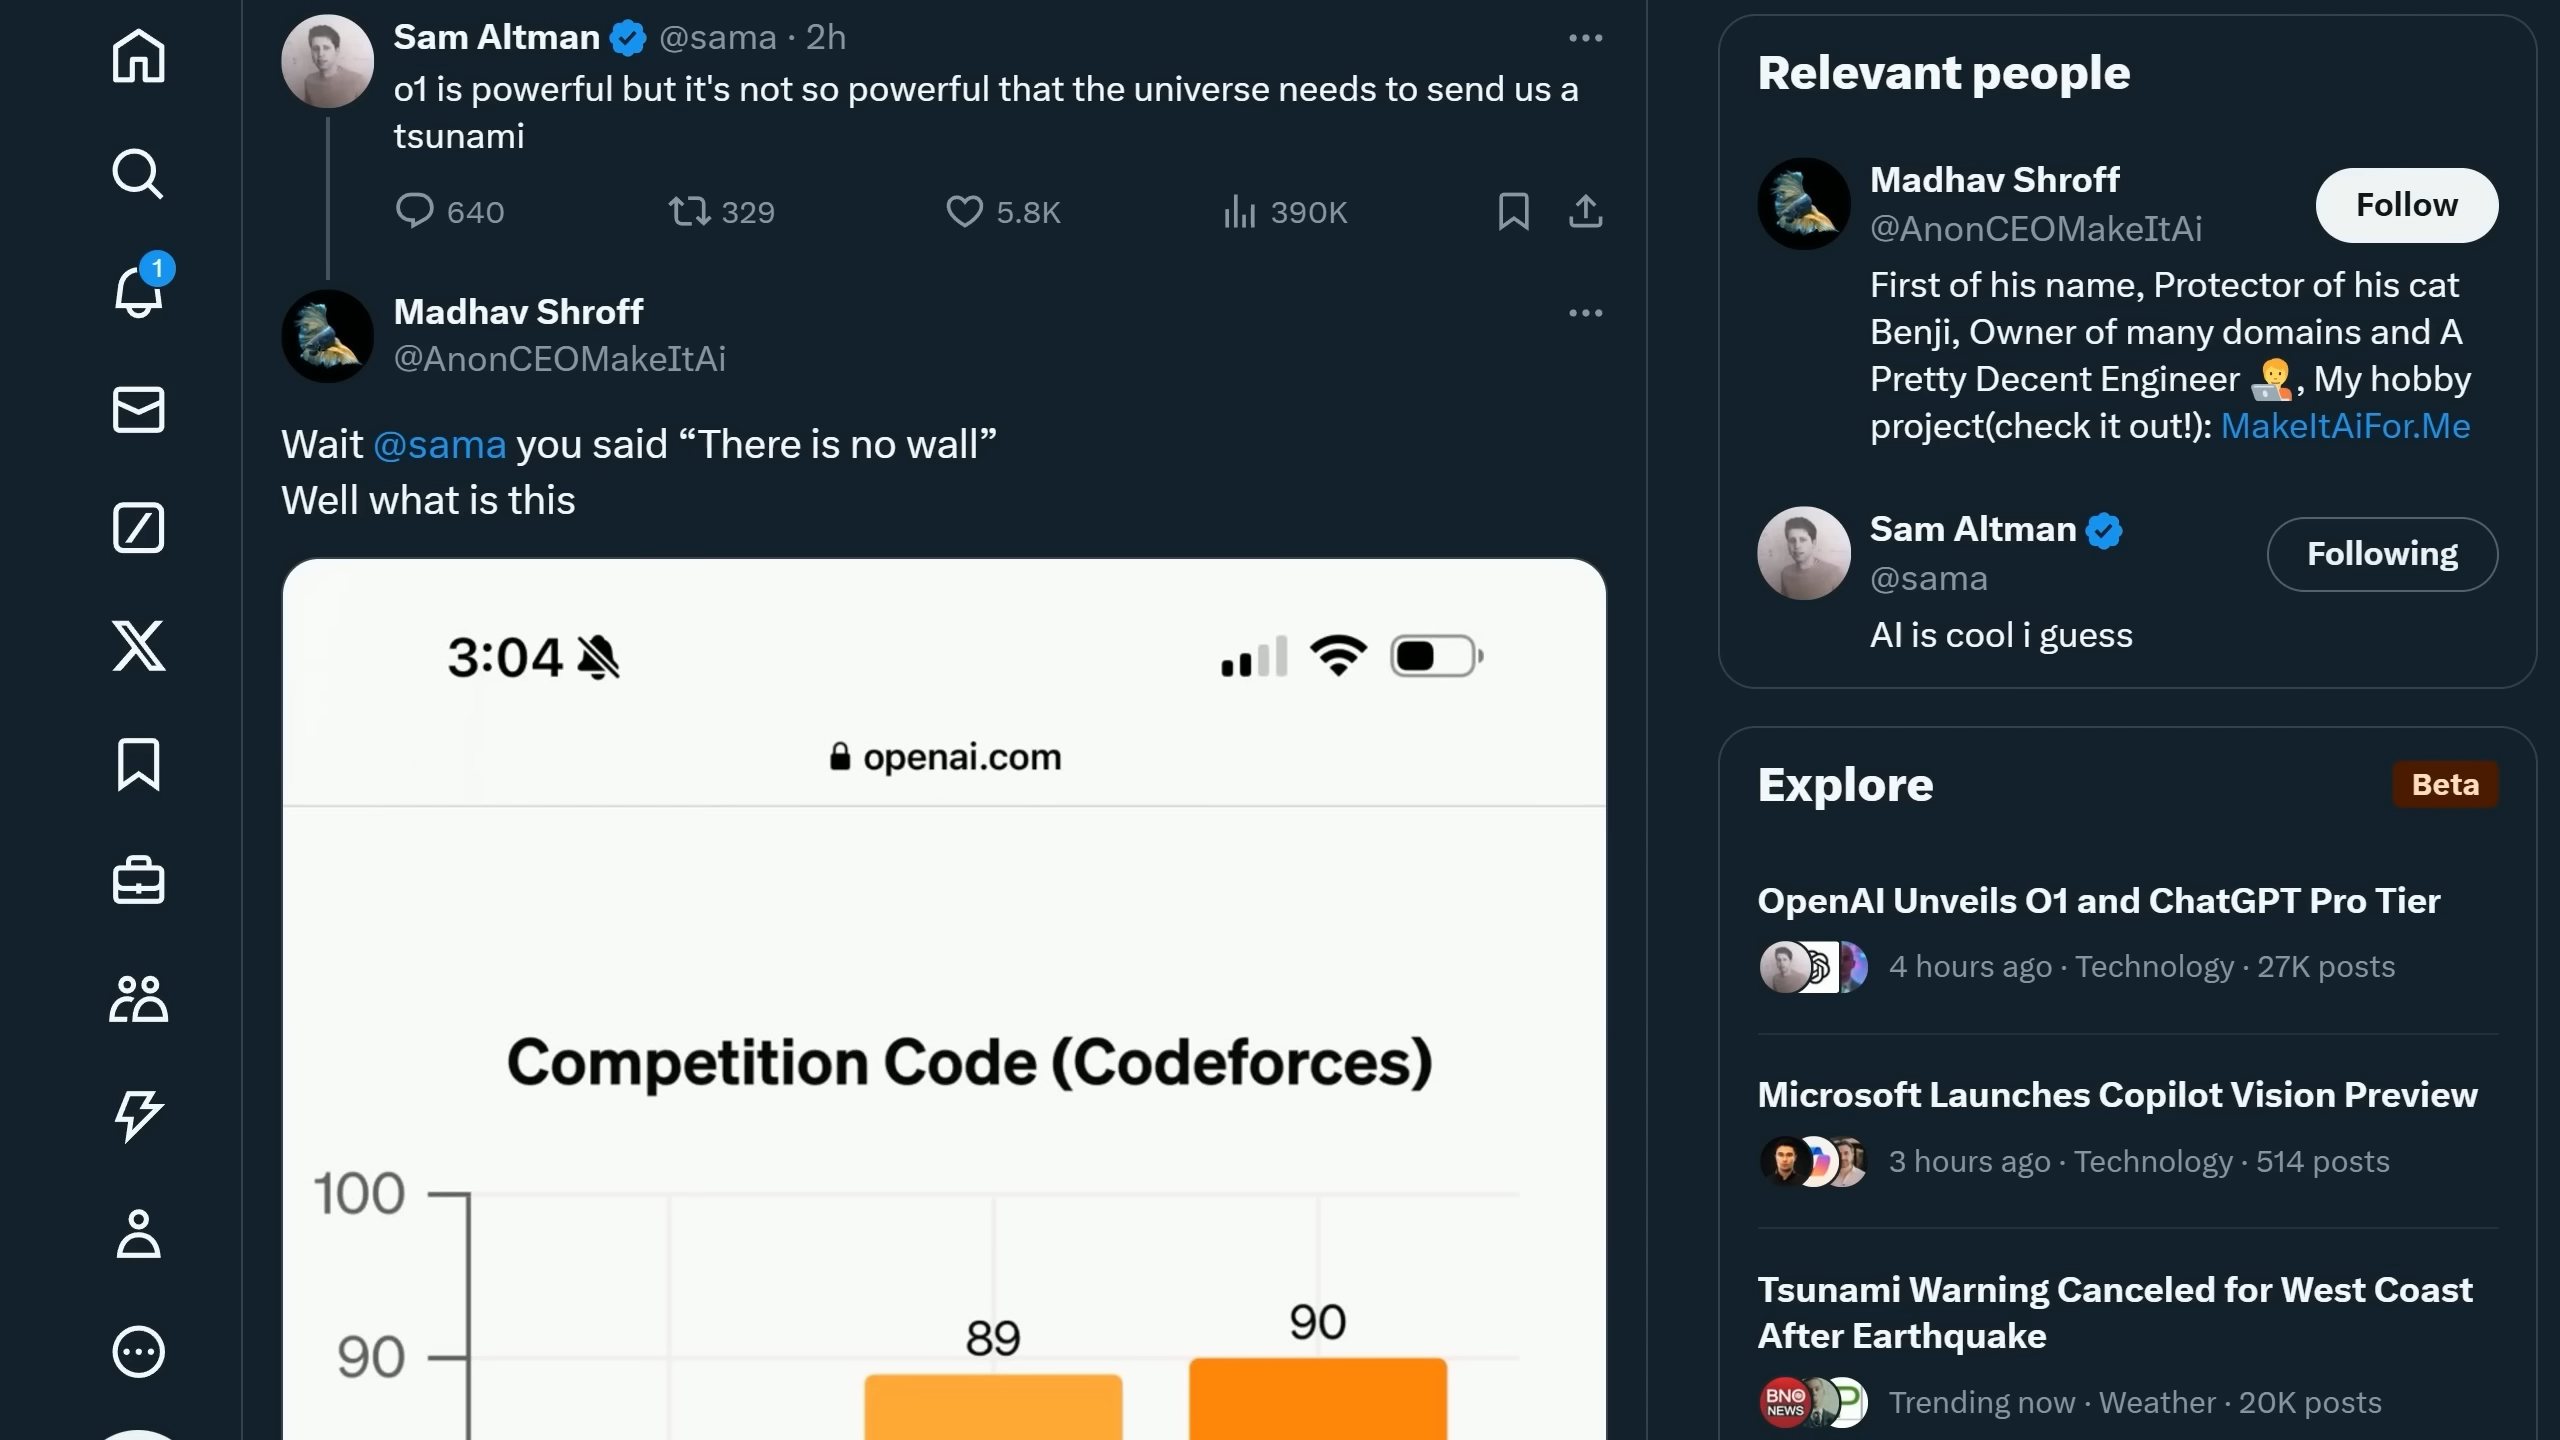 Sam Altman @sama · 2h
o1 is powerful but it's not so powerful that the universe needs to send us a
tsunami
640 329 5.8K 390K
1
Madhav Shroff
@AnonCEOMakeItAi
Wait @sama you said “There is no wall”
Well what is this
3:04
openai.com
Competition Code (Codeforces)
100
90
89
90
Relevant people
Madhav Shroff
@AnonCEOMakeItAi
Follow
First of his name, Protector of his cat
Benji, Owner of many domains and A
Pretty Decent Engineer 🧑‍💻, My hobby
project(check it out!): MakeItAiFor.Me
Sam Altman
@sama
Following
AI is cool i guess
Explore
Beta
OpenAI Unveils O1 and ChatGPT Pro Tier
4 hours ago · Technology · 27K posts
Microsoft Launches Copilot Vision Preview
3 hours ago · Technology · 514 posts
Tsunami Warning Canceled for West Coast
After Earthquake
BNO
NEWS
Trending now · Weather · 20K posts